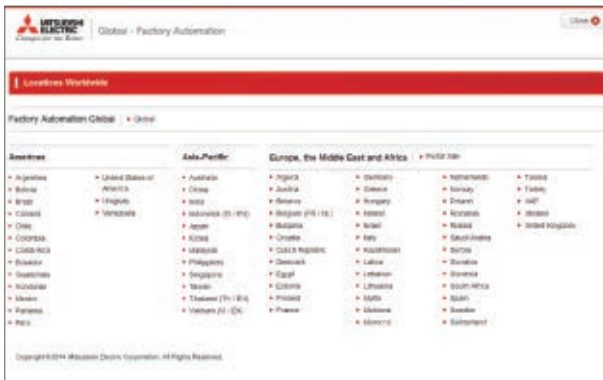 MITSUBISHI ELECTRIC
Changes for the Better
Global - Factory Automation
Close
Locations Worldwide
Factory Automation Global
Global
Americas
Argentina
Bolivia
Brazil
Canada
Chile
Colombia
Costa Rica
Ecuador
Guatemala
Honduras
Mexico
Panama
Peru
United States of
America
Uruguay
Venezuela
Asia-Pacific
Australia
China
India
Indonesia (ID / EN)
Japan
Korea
Malaysia
Philippines
Singapore
Taiwan
Thailand (TH / EN)
Vietnam (VI / EN)
Europe, the Middle East and Africa
Portal Site
Algeria
Austria
Belarus
Belgium (FR / NL)
Bulgaria
Croatia
Czech Republic
Denmark
Egypt
Estonia
Finland
France
Germany
Greece
Hungary
Ireland
Israel
Italy
Kazakhstan
Latvia
Lebanon
Lithuania
Malta
Moldova
Morocco
Netherlands
Norway
Poland
Romania
Russia
Saudi Arabia
Serbia
Slovakia
Slovenia
South Africa
Spain
Sweden
Switzerland
Tunisia
Turkey
UAE
Ukraine
United Kingdom
Copyright ©2014 Mitsubishi Electric Corporation. All Rights Reserved.